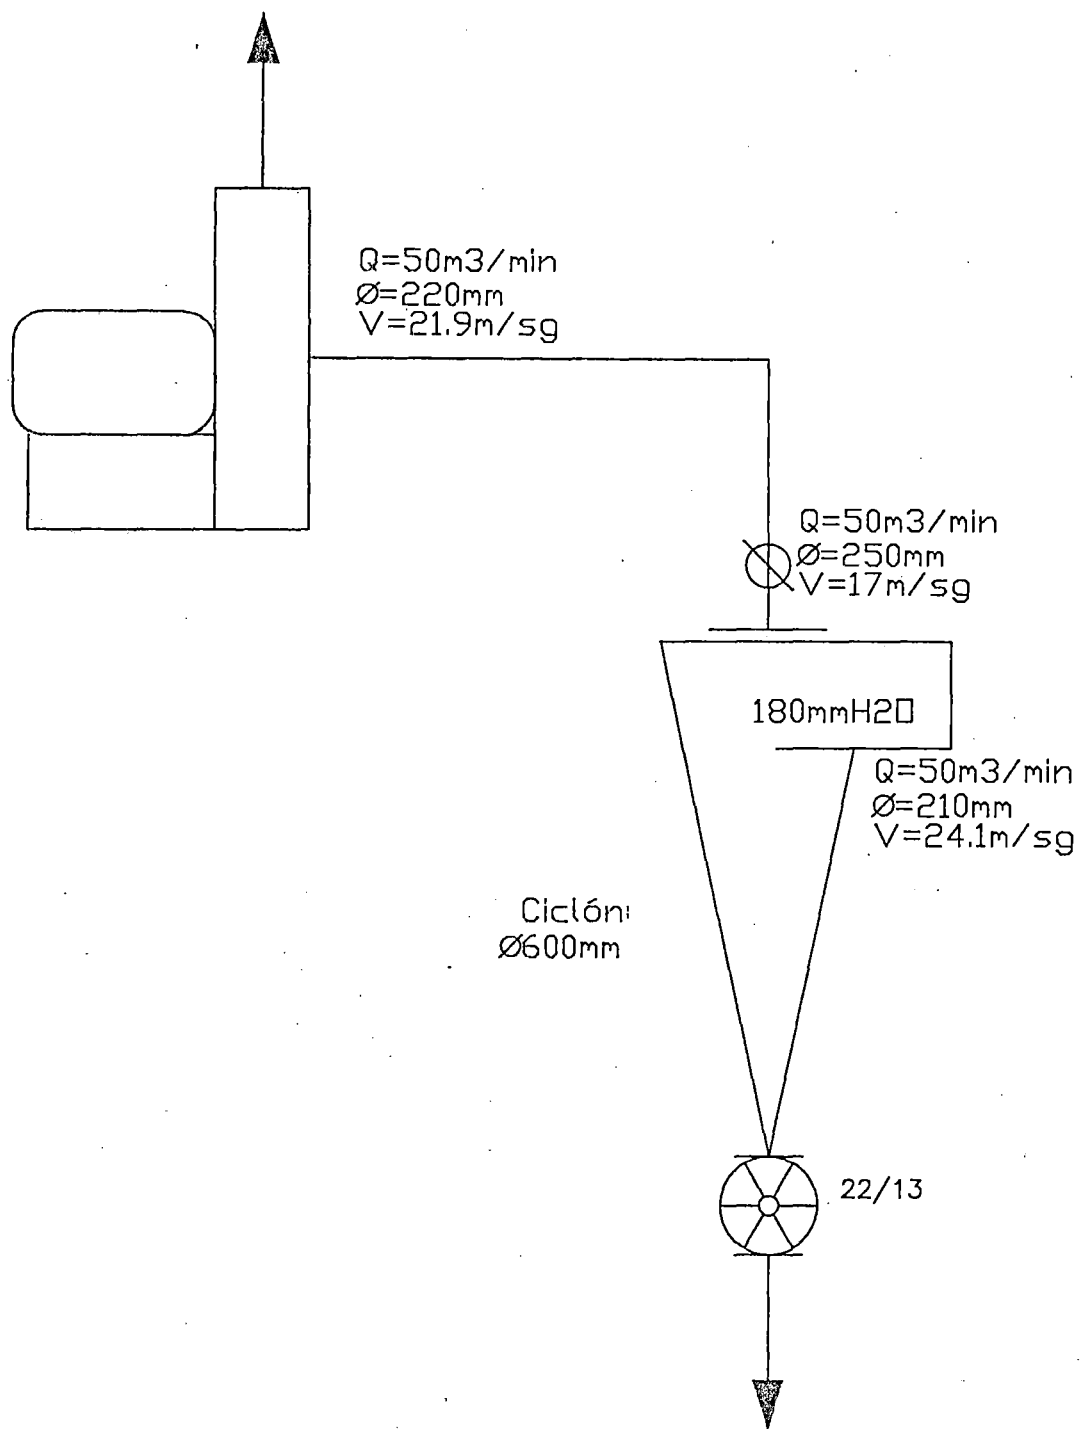 Q=50m3/min
Ø=220mm
V=21.9m/sg
Q=50m3/min
Ø=250mm
V=17m/sg
180mmH2O
Q=50m3/min
Ø=210mm
V=24.1m/sg
Ciclón:
Ø600mm
22/13